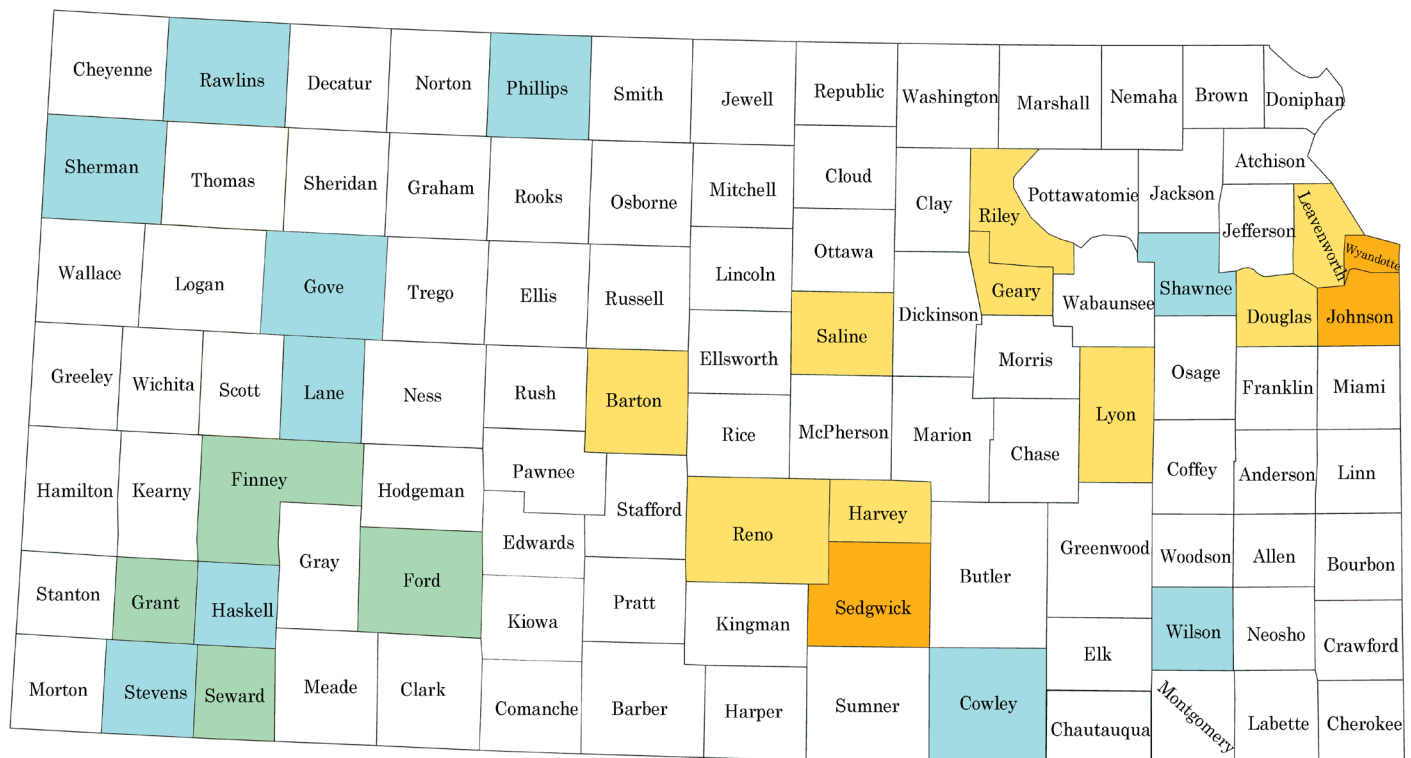 Cheyenne
Rawlins
Decatur
Norton
Phillips
Smith
Jewell
Republic
Washington
Marshall
Nemaha
Brown
Doniphan
Sherman
Thomas
Sheridan
Graham
Rooks
Osborne
Mitchell
Cloud
Clay
Riley
Pottawatomie
Jackson
Atchison
Jefferson
Leavenworth
Wyandotte
Wallace
Logan
Gove
Trego
Ellis
Russell
Lincoln
Ottawa
Saline
Dickinson
Geary
Wabaunsee
Shawnee
Douglas
Johnson
Greeley
Wichita
Scott
Lane
Ness
Rush
Barton
Ellsworth
Rice
McPherson
Marion
Morris
Chase
Lyon
Osage
Franklin
Miami
Hamilton
Kearny
Finney
Hodgeman
Pawnee
Stafford
Edwards
Reno
Harvey
Sedgwick
Butler
Greenwood
Coffey
Anderson
Linn
Woodson
Allen
Bourbon
Stanton
Grant
Haskell
Gray
Ford
Kiowa
Pratt
Kingman
Elk
Wilson
Neosho
Crawford
Morton
Stevens
Seward
Meade
Clark
Comanche
Barber
Harper
Sumner
Cowley
Chautauqua
Montgomery
Labette
Cherokee